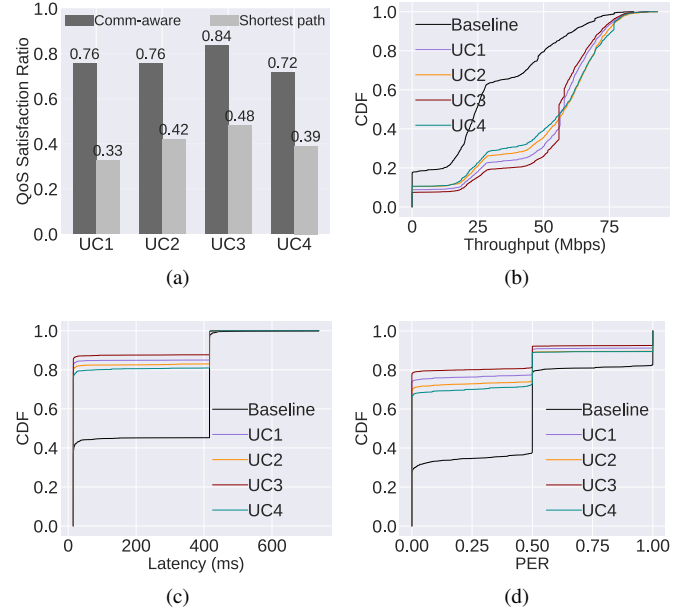 Comm-aware Shortest path
QoS Satisfaction Ratio
1.0
0.8
0.6
0.4
0.2
0.0
0.76 0.76 0.84 0.72
0.33 0.42 0.48 0.39
UC1 UC2 UC3 UC4
(a)
CDF
1.0
0.8
0.6
0.4
0.2
0.0
Baseline
UC1
UC2
UC3
UC4
0 25 50 75
Throughput (Mbps)
(b)
CDF
1.0
0.8
0.6
0.4
0.2
0.0
Baseline
UC1
UC2
UC3
UC4
0 200 400 600
Latency (ms)
(c)
CDF
1.0
0.8
0.6
0.4
0.2
0.0
Baseline
UC1
UC2
UC3
UC4
0.00 0.25 0.50 0.75 1.00
PER
(d)